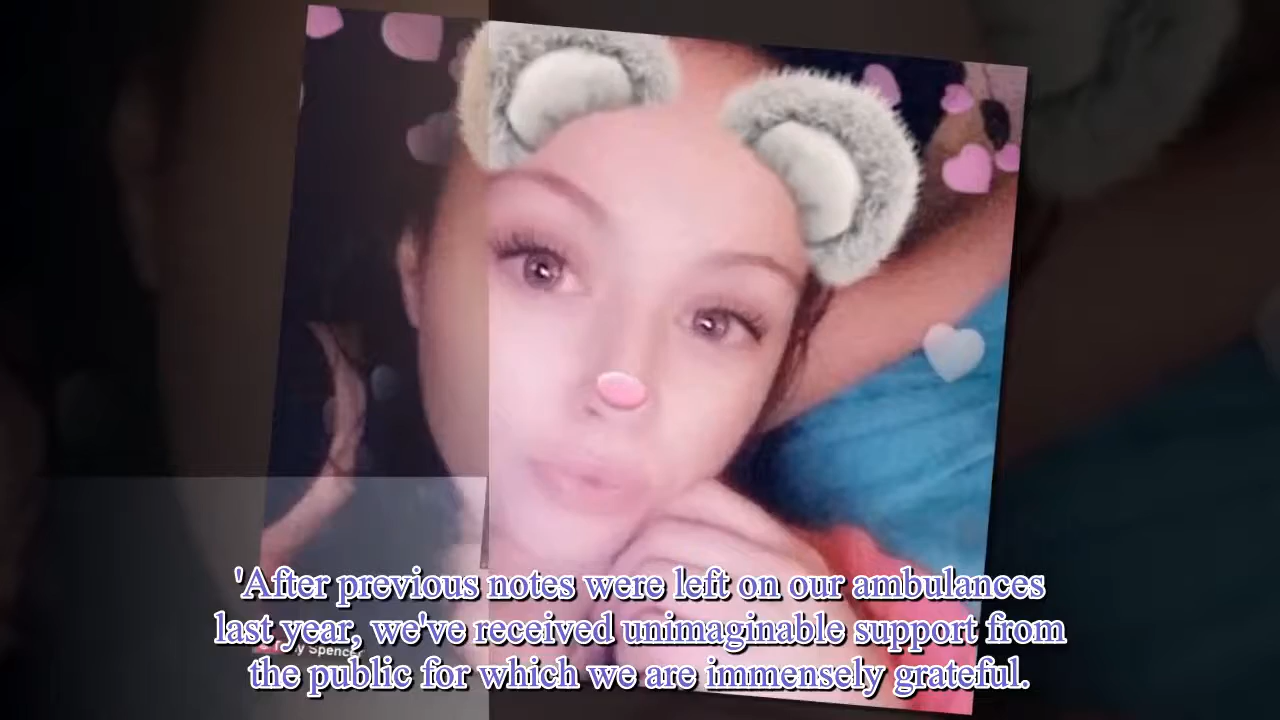 'After previous notes were left on our ambulances
last year, we've received unimaginable support from
the public for which we are immensely grateful.
Spencer